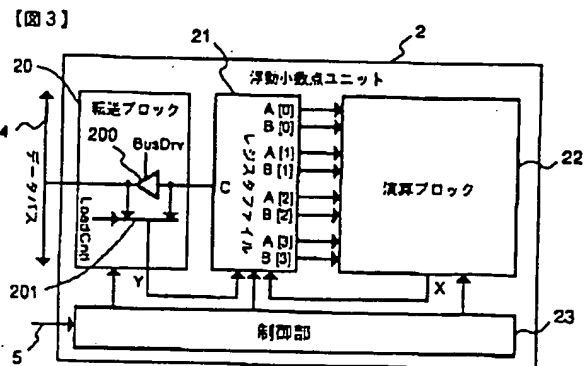 【図3】
2
21
浮動小数点ユニット
20
転送ブロック
4
200
BusDrv
データバス
LoadCntl
201
Y
C
レジスタファイル
A [0]
B [0]
A [1]
B [1]
A [2]
B [2]
A [3]
B [3]
演算ブロック
22
X
制御部
23
5